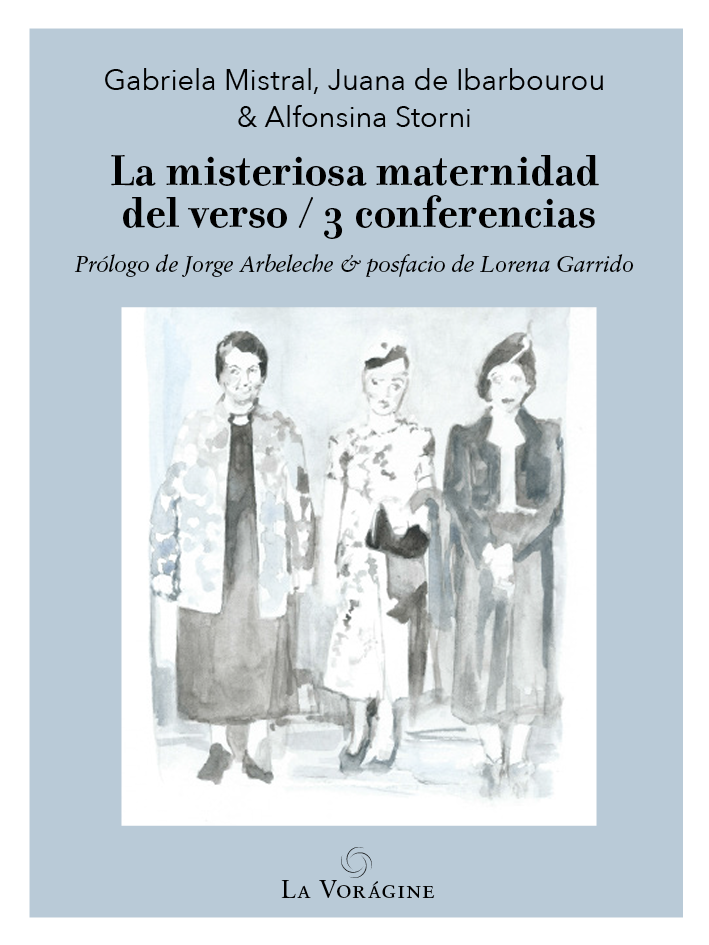 Gabriela Mistral, Juana de Ibarbourou
& Alfonsina Storni
La misteriosa maternidad
del verso / 3 conferencias
Prólogo de Jorge Arbeleche & posfacio de Lorena Garrido
La Vorágine